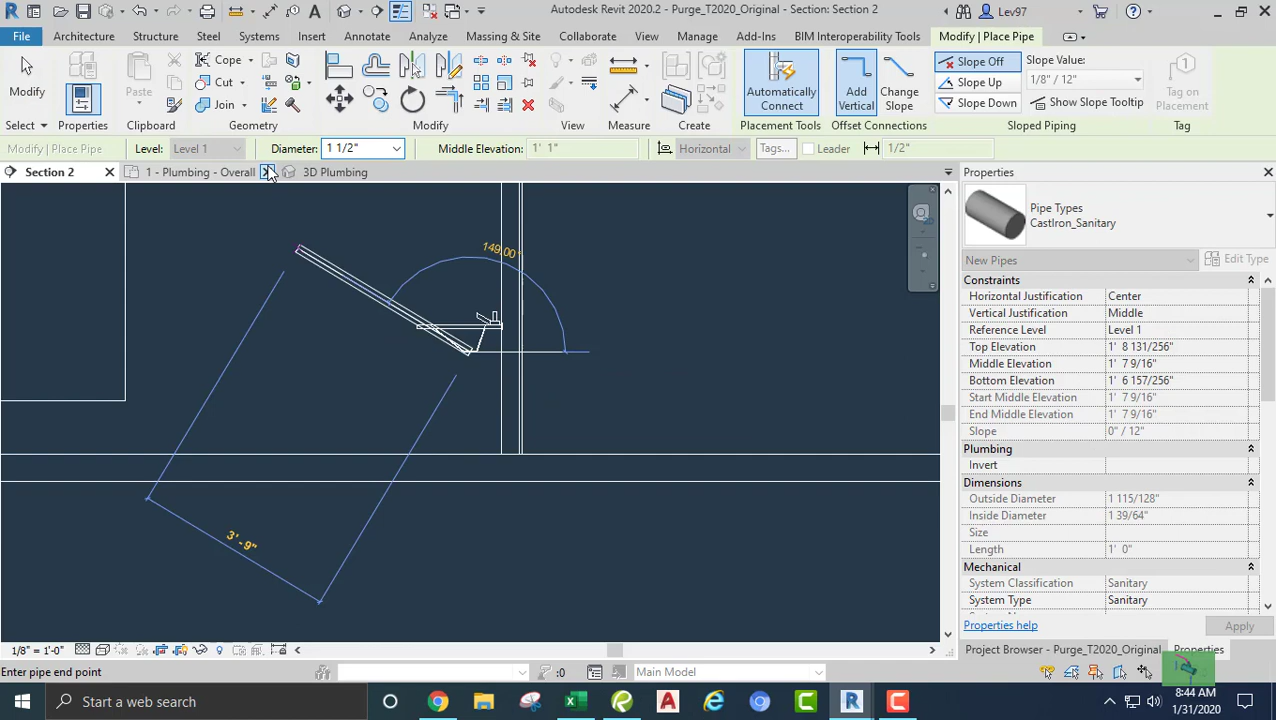 Autodesk Revit 2020.2 - Purge_T2020_Original - Section: Section 2
Lev97
File Architecture Structure Steel Systems Insert Annotate Analyze Massing & Site Collaborate View Manage Add-Ins BIM Interoperability Tools Modify | Place Pipe
Modify
Properties
Paste
Cope
Cut
Join
Automatically Connect
Add Vertical
Change Slope
Slope Off
Slope Up
Slope Down
Slope Value:
1/8" / 12"
Show Slope Tooltip
Tag on Placement
Select Properties Clipboard Geometry Modify View Measure Create Placement Tools Offset Connections Sloped Piping Tag
Modify | Place Pipe Level: Level 1 Diameter: 1 1/2" Middle Elevation: 1' 1" Horizontal Tags... Leader 1/2"
Section 2 1 - Plumbing - Overall 3D Plumbing
149.00°
3' - 9"
Properties
Pipe Types
CastIron_Sanitary
New Pipes Edit Type
Constraints
Horizontal Justification Center
Vertical Justification Middle
Reference Level Level 1
Top Elevation 1' 8 131/256"
Middle Elevation 1' 7 9/16"
Bottom Elevation 1' 6 157/256"
Start Middle Elevation 1' 7 9/16"
End Middle Elevation 1' 7 9/16"
Slope 0" / 12"
Plumbing
Invert
Dimensions
Outside Diameter 1 115/128"
Inside Diameter 1 39/64"
Size
Length 1' 0"
Mechanical
System Classification Sanitary
System Type Sanitary
Properties help Apply
Project Browser - Purge_T2020_Original Properties
1/8" = 1'-0"
Enter pipe end point :0 Main Model
Start a web search
8:44 AM
1/31/2020